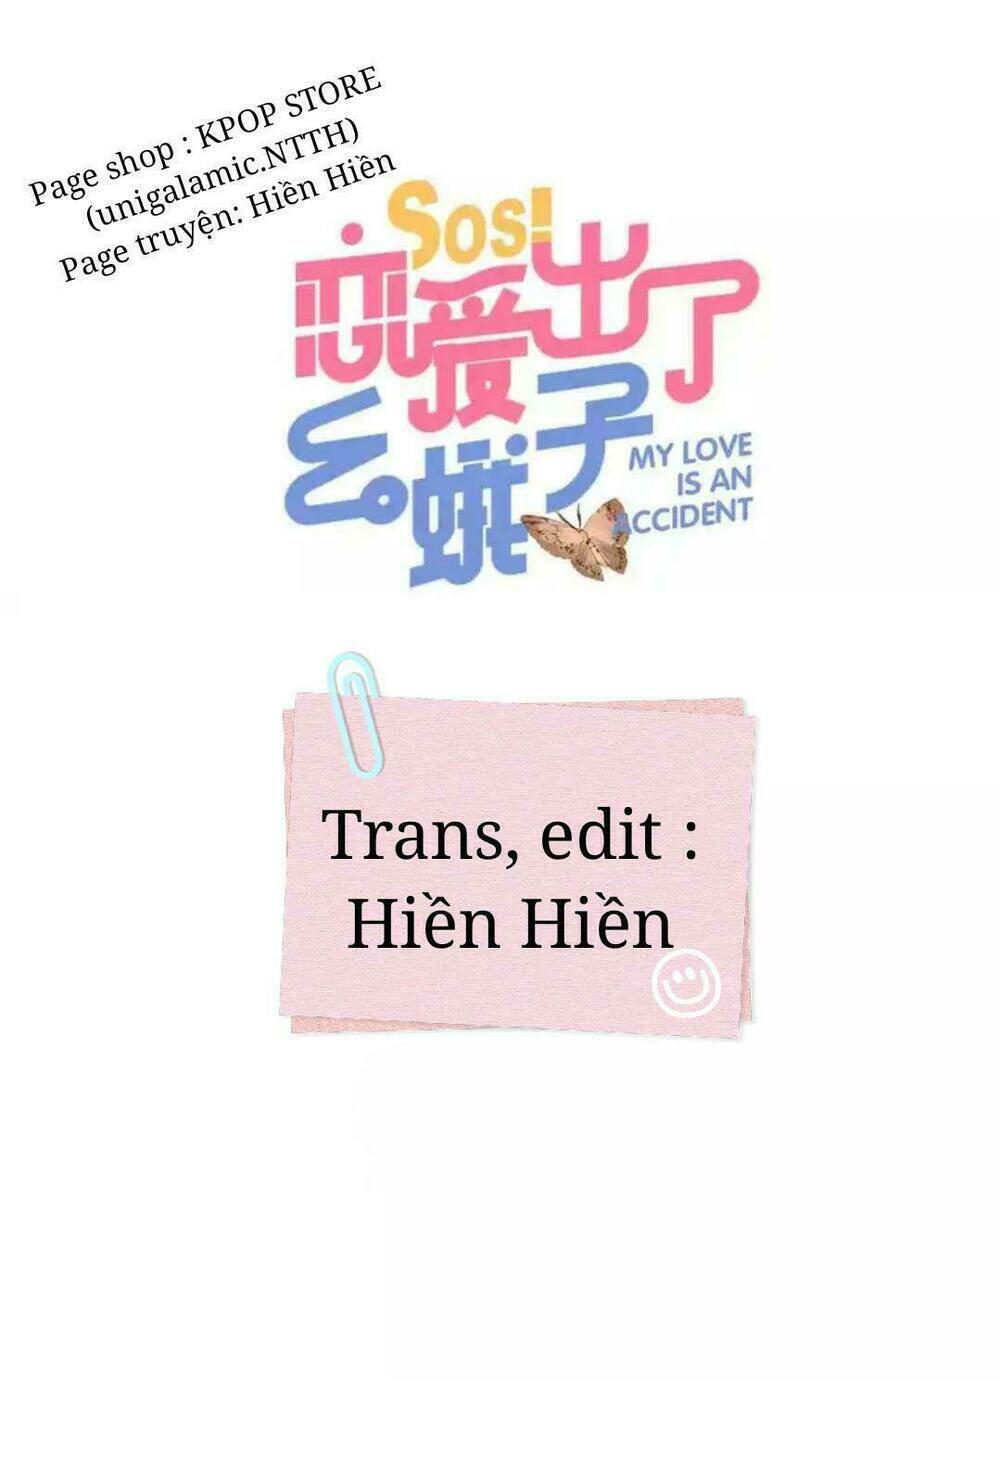 Page shop : KPOP STORE
(unigalamic.NTTH)
Page truyện: Hiền Hiền
Sos!
恋爱出了
幺蛾子
MY LOVE
IS AN
ACCIDENT
Trans, edit :
Hiền Hiền